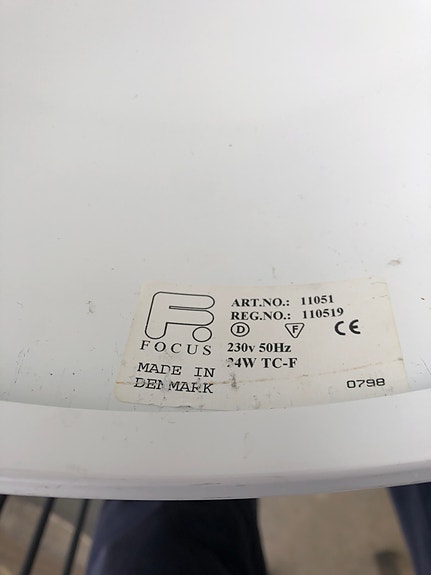 F.
FOCUS
MADE IN
DENMARK
ART.NO.: 11051
REG.NO.: 110519
D F CE
230v 50Hz
24W TC-F
0798